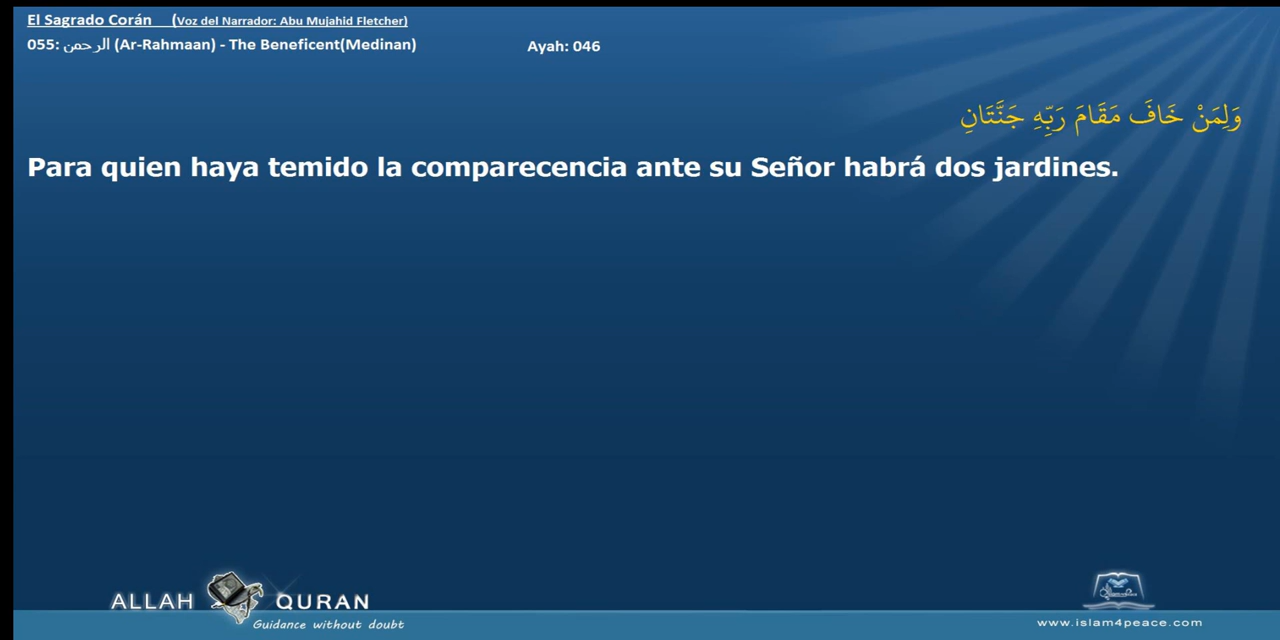 El Sagrado Corán (Voz del Narrador: Abu Mujahid Fletcher)
055: الرحمن (Ar-Rahmaan) - The Beneficent(Medinan) Ayah: 046
وَلِمَنْ خَافَ مَقَامَ رَبِّهِ جَنَّتَانِ
Para quien haya temido la comparecencia ante su Señor habrá dos jardines.
ALLAH QURAN
Guidance without doubt
www.islam4peace.com